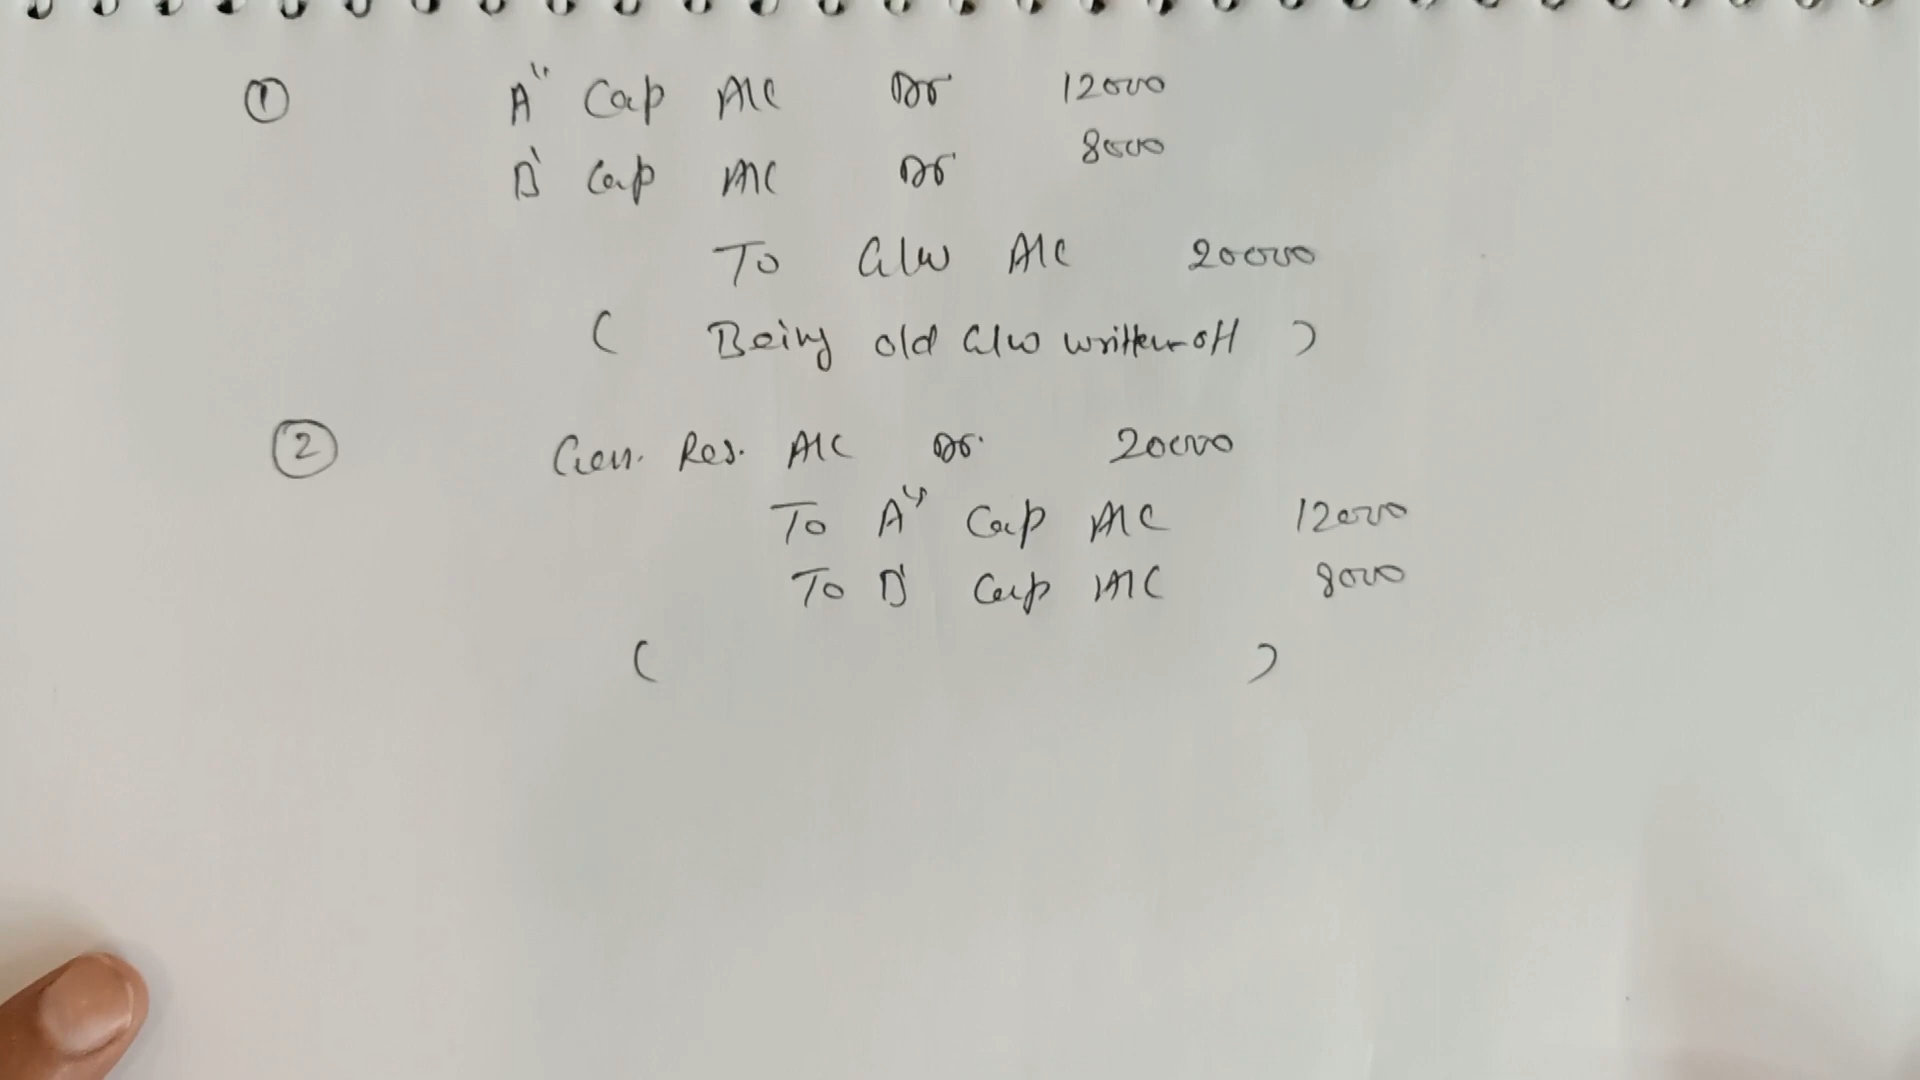 ① A's Cap A/c Dr 12000
B's Cap A/c Dr 8000
To G/w A/c 20000
( Being old G/w written off )
② Gen. Res. A/c Dr. 20000
To A's Cap A/c 12000
To B's Cap A/c 8000
( )